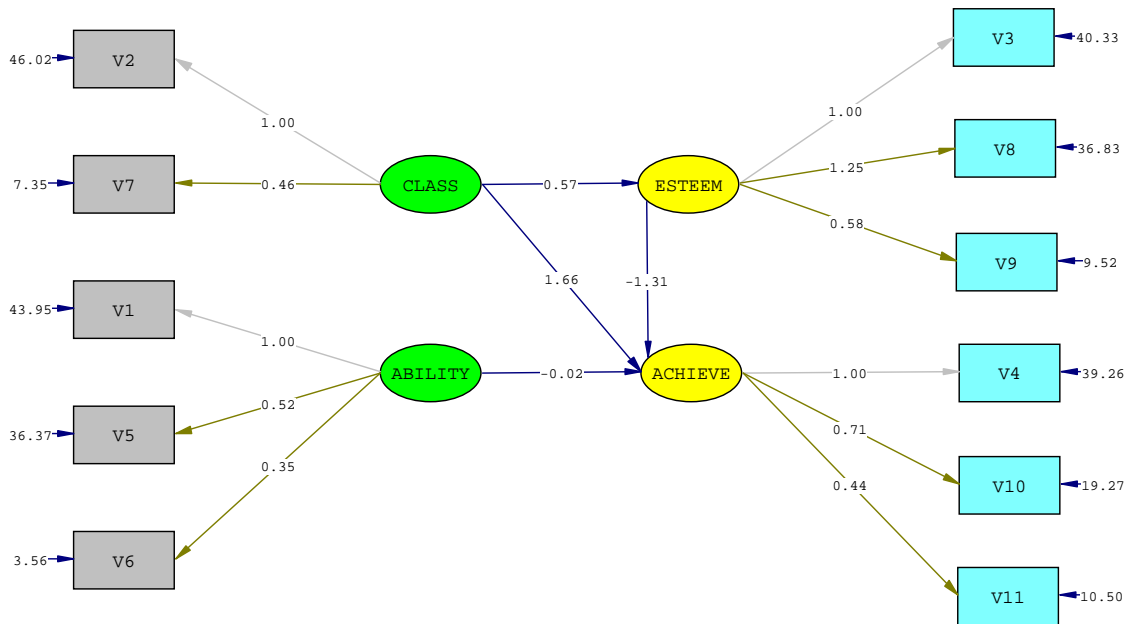 46.02
V2
7.35
V7
43.95
V1
36.37
V5
3.56
V6
1.00
0.46
1.00
0.52
0.35
CLASS
ABILITY
0.57
1.66
-1.31
-0.02
ESTEEM
ACHIEVE
1.00
1.25
0.58
1.00
0.71
0.44
V3
40.33
V8
36.83
V9
9.52
V4
39.26
V10
19.27
V11
10.50